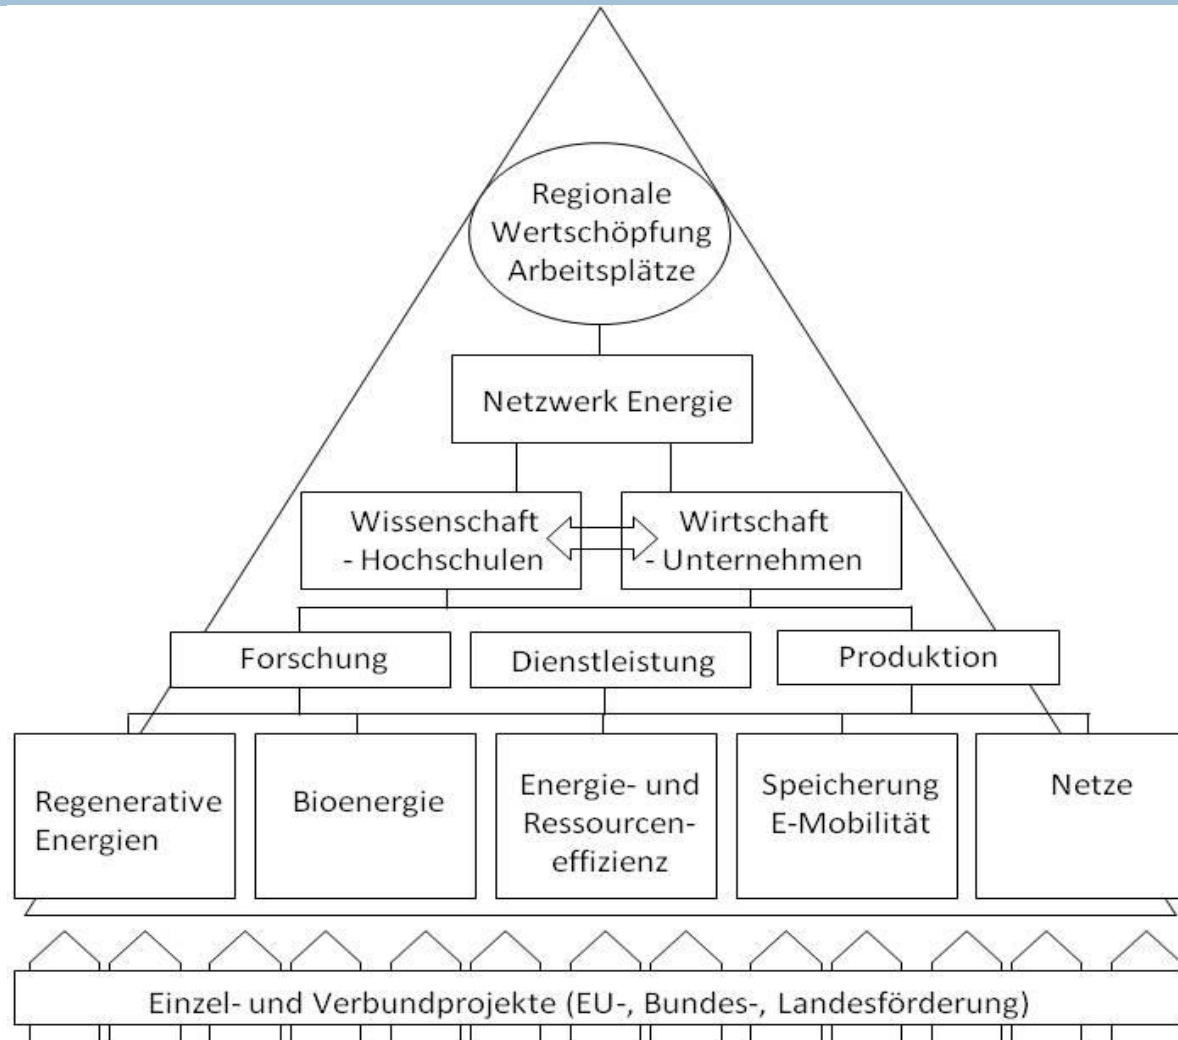 Regionale
Wertschöpfung
Arbeitsplätze
Netzwerk Energie
Wissenschaft
- Hochschulen
Wirtschaft
- Unternehmen
Forschung
Dienstleistung
Produktion
Regenerative
Energien
Bioenergie
Energie- und
Ressourcen-
effizienz
Speicherung
E-Mobilität
Netze
Einzel- und Verbundprojekte (EU-, Bundes-, Landesförderung)